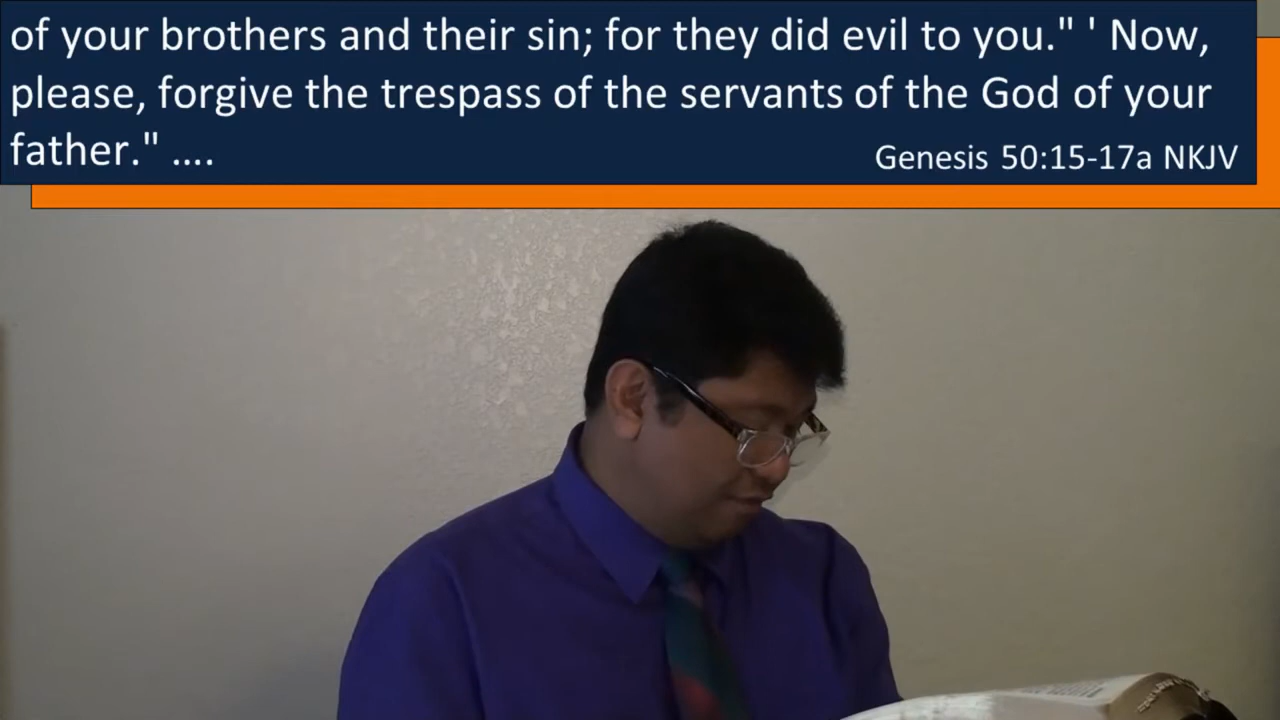 of your brothers and their sin; for they did evil to you." ' Now,
please, forgive the trespass of the servants of the God of your
father." ....
Genesis 50:15-17a NKJV